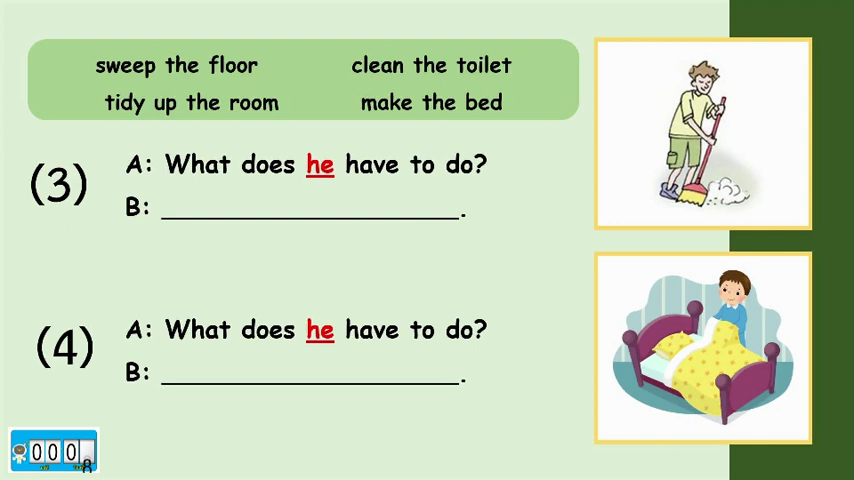 sweep the floor clean the toilet
tidy up the room make the bed
(3) A: What does he have to do?
B: ____________________.
(4) A: What does he have to do?
B: ____________________.
000